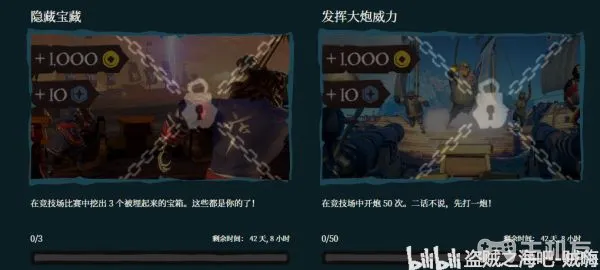 隐藏宝藏
+1,000
+10
在竞技场比赛中挖出 3 个被埋起来的宝箱。这些都是你的了!
0/3
剩余时间: 42 天, 8 小时
发挥大炮威力
+1,000
+10
在竞技场中开炮 50 次。二话不说,先打一炮!
0/50
剩余时间: 42 天, 8 小时
bilibili 盗贼之海吧-贼嗨